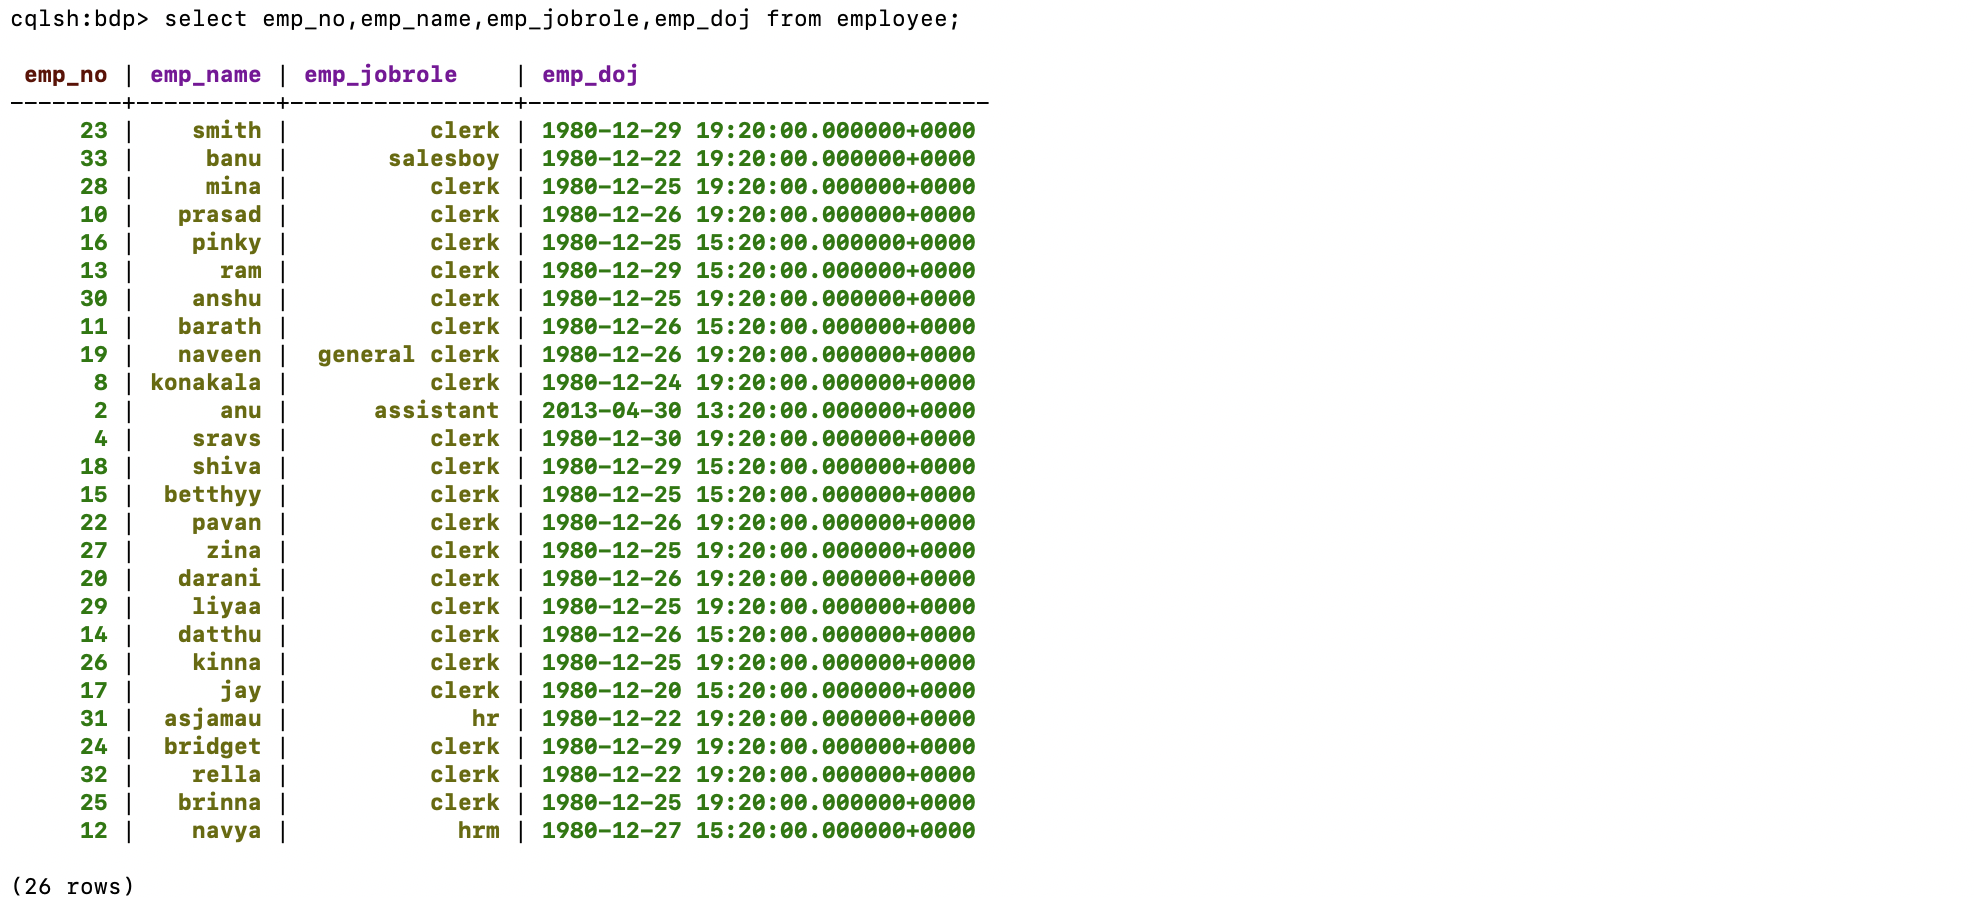 cqlsh:bdp> select emp_no,emp_name,emp_jobrole,emp_doj from employee;
 emp_no | emp_name | emp_jobrole    | emp_doj
--------+----------+----------------+---------------------------------
     23 |    smith |          clerk | 1980-12-29 19:20:00.000000+0000
     33 |     banu |       salesboy | 1980-12-22 19:20:00.000000+0000
     28 |     mina |          clerk | 1980-12-25 19:20:00.000000+0000
     10 |   prasad |          clerk | 1980-12-26 19:20:00.000000+0000
     16 |    pinky |          clerk | 1980-12-25 15:20:00.000000+0000
     13 |      ram |          clerk | 1980-12-29 15:20:00.000000+0000
     30 |    anshu |          clerk | 1980-12-25 19:20:00.000000+0000
     11 |   barath |          clerk | 1980-12-26 15:20:00.000000+0000
     19 |   naveen |  general clerk | 1980-12-26 19:20:00.000000+0000
      8 | konakala |          clerk | 1980-12-24 19:20:00.000000+0000
      2 |      anu |      assistant | 2013-04-30 13:20:00.000000+0000
      4 |    sravs |          clerk | 1980-12-30 19:20:00.000000+0000
     18 |    shiva |          clerk | 1980-12-29 15:20:00.000000+0000
     15 |  betthyy |          clerk | 1980-12-25 15:20:00.000000+0000
     22 |    pavan |          clerk | 1980-12-26 19:20:00.000000+0000
     27 |     zina |          clerk | 1980-12-25 19:20:00.000000+0000
     20 |   darani |          clerk | 1980-12-26 19:20:00.000000+0000
     29 |    liyaa |          clerk | 1980-12-25 19:20:00.000000+0000
     14 |   datthu |          clerk | 1980-12-26 15:20:00.000000+0000
     26 |    kinna |          clerk | 1980-12-25 19:20:00.000000+0000
     17 |      jay |          clerk | 1980-12-20 15:20:00.000000+0000
     31 |  asjamau |             hr | 1980-12-22 19:20:00.000000+0000
     24 |  bridget |          clerk | 1980-12-29 19:20:00.000000+0000
     32 |    rella |          clerk | 1980-12-22 19:20:00.000000+0000
     25 |   brinna |          clerk | 1980-12-25 19:20:00.000000+0000
     12 |    navya |            hrm | 1980-12-27 15:20:00.000000+0000
(26 rows)